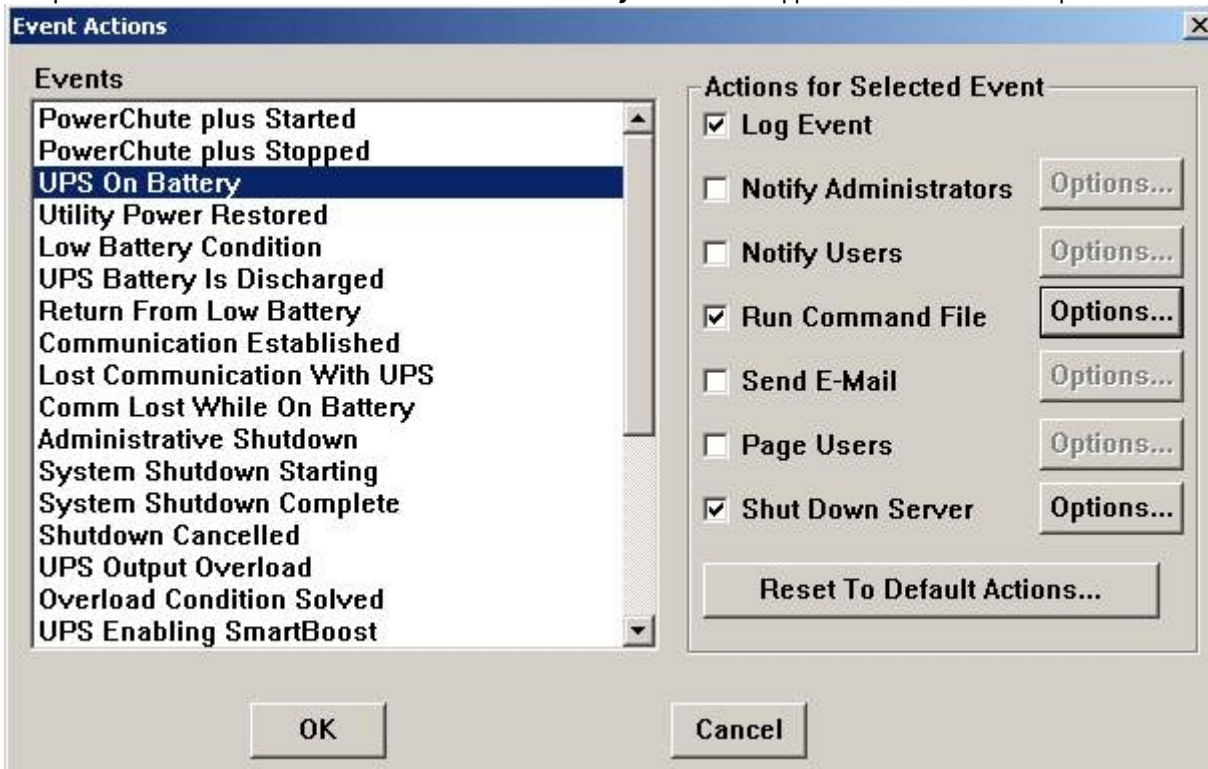 Event Actions
Events
PowerChute plus Started
PowerChute plus Stopped
UPS On Battery
Utility Power Restored
Low Battery Condition
UPS Battery Is Discharged
Return From Low Battery
Communication Established
Lost Communication With UPS
Comm Lost While On Battery
Administrative Shutdown
System Shutdown Starting
System Shutdown Complete
Shutdown Cancelled
UPS Output Overload
Overload Condition Solved
UPS Enabling SmartBoost
Actions for Selected Event
Log Event
Notify Administrators Options...
Notify Users Options...
Run Command File Options...
Send E-Mail Options...
Page Users Options...
Shut Down Server Options...
Reset To Default Actions...
OK
Cancel